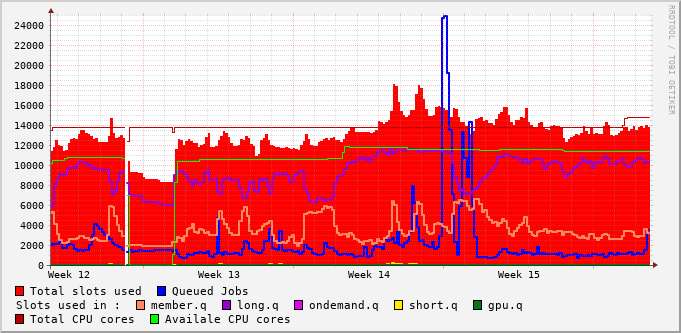 RRDTOOL / TOBI OETIKER
24000
22000
20000
18000
16000
14000
12000
10000
8000
6000
4000
2000
0
Week 12 Week 13 Week 14 Week 15
Total slots used Queued Jobs
Slots used in : member.q long.q ondemand.q short.q gpu.q
Total CPU cores Availale CPU cores